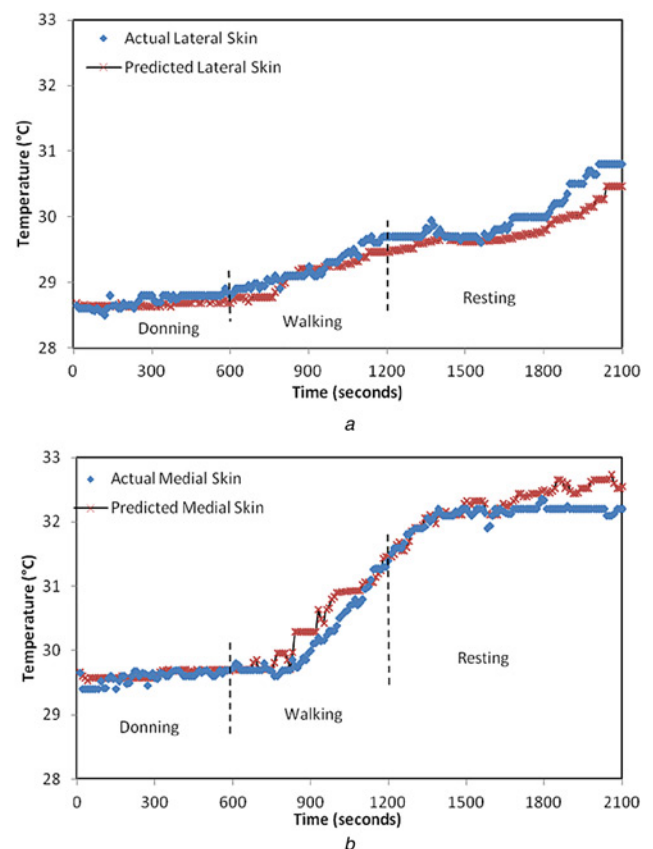 33
32
31
30
29
28
Temperature (°C)
Actual Lateral Skin
Predicted Lateral Skin
Donning
Walking
Resting
0 300 600 900 1200 1500 1800 2100
Time (seconds)
a
33
32
31
30
29
28
Temperature (°C)
Actual Medial Skin
Predicted Medial Skin
Donning
Walking
Resting
0 300 600 900 1200 1500 1800 2100
Time (seconds)
b